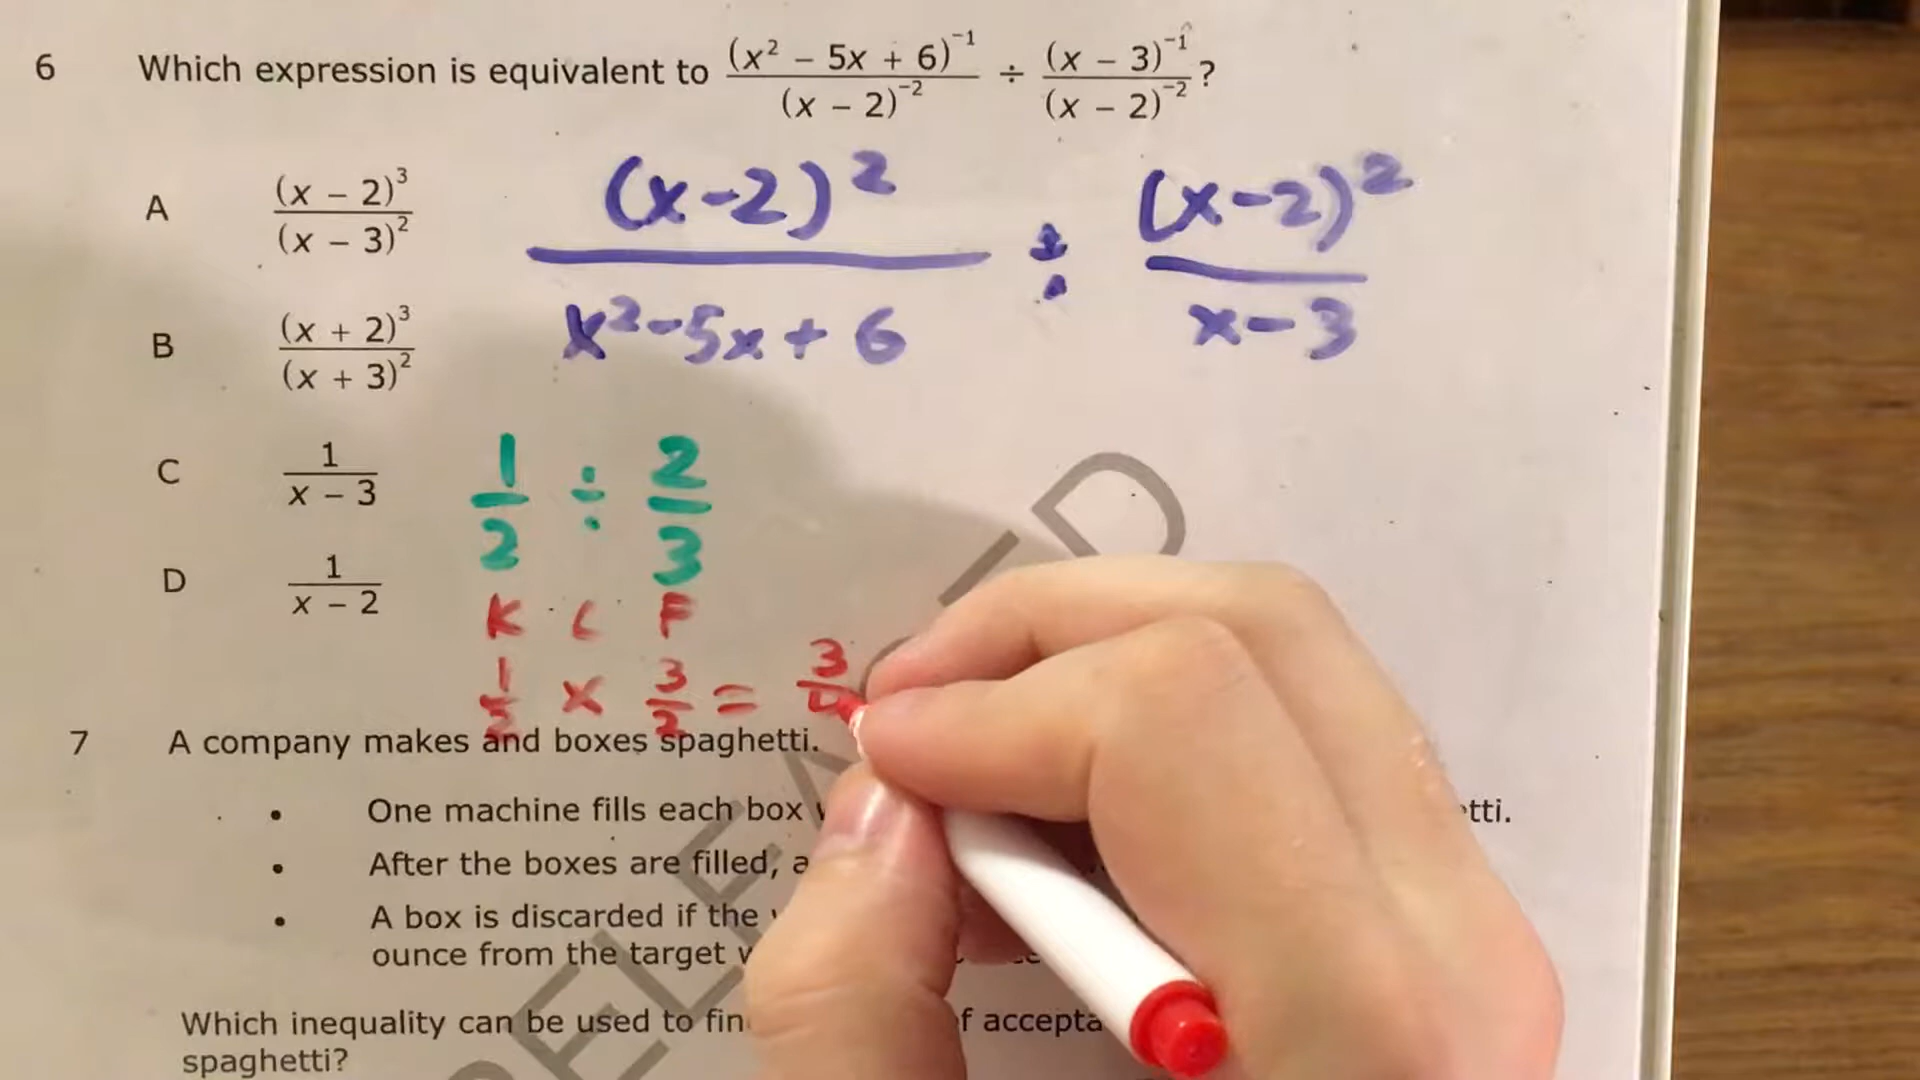 6 Which expression is equivalent to (x² – 5x + 6)⁻¹ / (x – 2)⁻² ÷ (x – 3)⁻¹ / (x – 2)⁻² ?
A (x – 2)³ / (x – 3)²
(x-2)² / x²-5x+6 ÷ (x-2)² / x-3
B (x + 2)³ / (x + 3)²
C 1 / x – 3
1/2 ÷ 2/3
D 1 / x – 2
K C F
1/2 x 3/2 = 3
7 A company makes and boxes spaghetti.
• One machine fills each box
• After the boxes are filled, a
• A box is discarded if the
ounce from the target
Which inequality can be used to accepta
spaghetti?
RELEASED